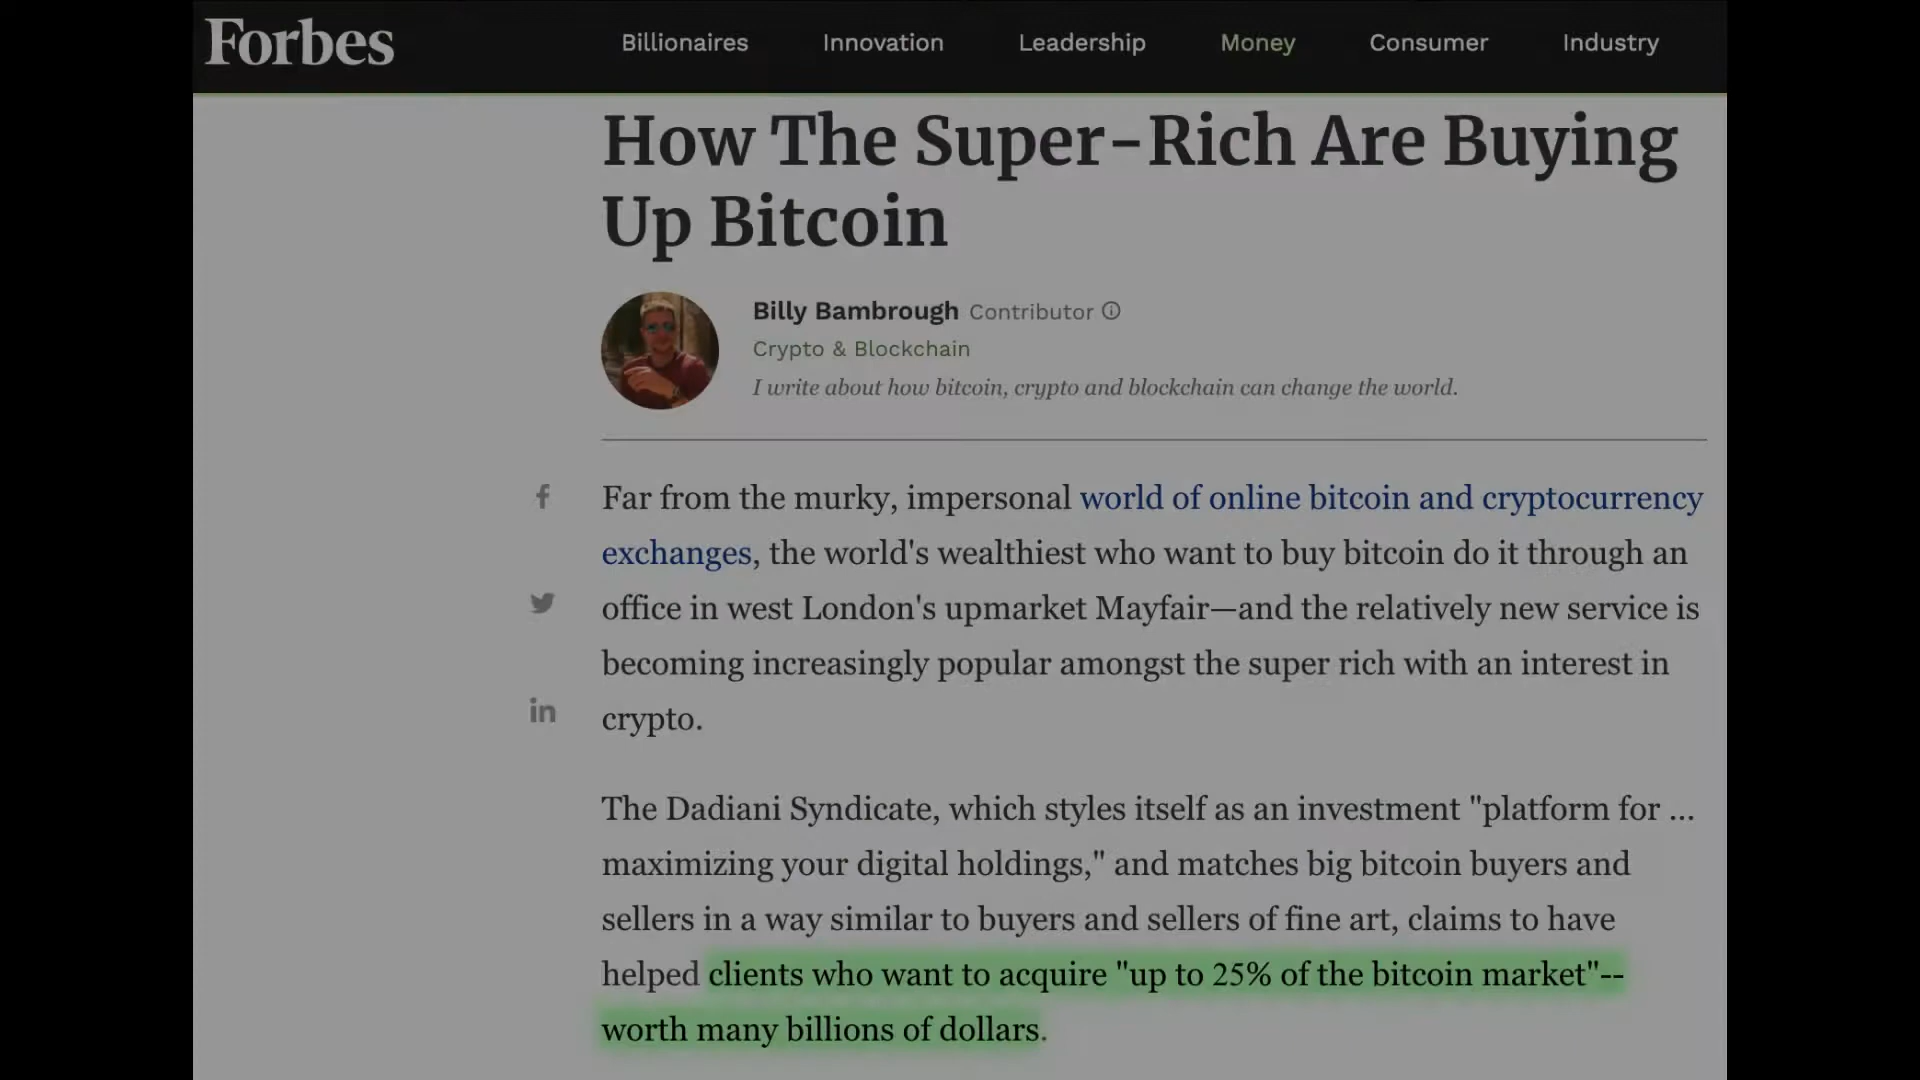 Forbes
Billionaires Innovation Leadership Money Consumer Industry
How The Super-Rich Are Buying
Up Bitcoin
Billy Bambrough Contributor
Crypto & Blockchain
I write about how bitcoin, crypto and blockchain can change the world.
Far from the murky, impersonal world of online bitcoin and cryptocurrency
exchanges, the world's wealthiest who want to buy bitcoin do it through an
office in west London's upmarket Mayfair—and the relatively new service is
becoming increasingly popular amongst the super rich with an interest in
crypto.
The Dadiani Syndicate, which styles itself as an investment "platform for ...
maximizing your digital holdings," and matches big bitcoin buyers and
sellers in a way similar to buyers and sellers of fine art, claims to have
helped clients who want to acquire "up to 25% of the bitcoin market"--
worth many billions of dollars.